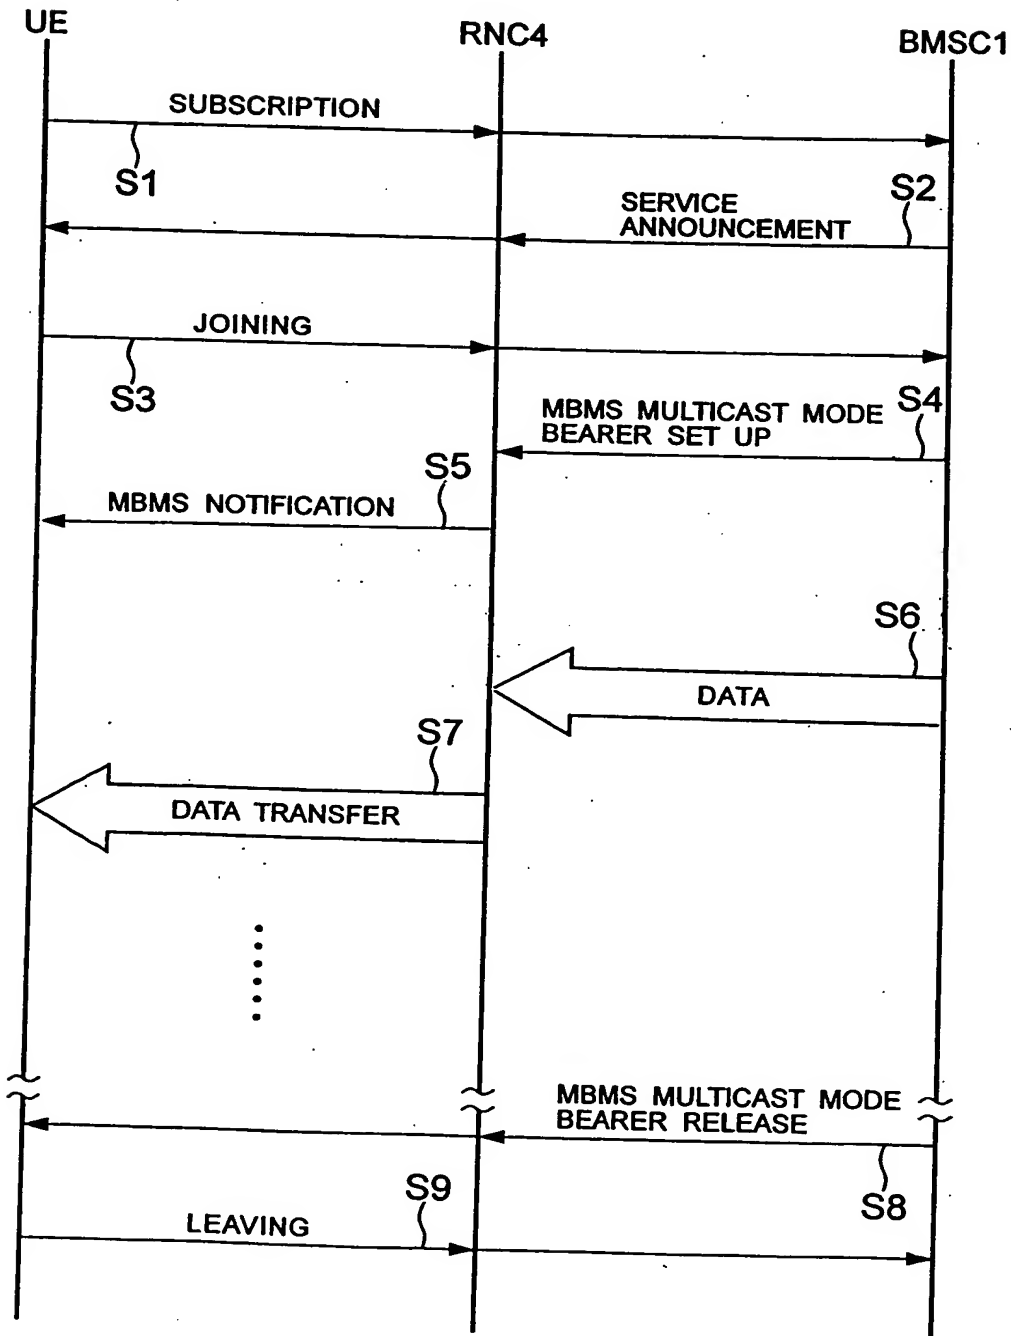 UE
RNC4
BMSC1
SUBSCRIPTION
S1
S2
SERVICE
ANNOUNCEMENT
JOINING
S3
S4
MBMS MULTICAST MODE
BEARER SET UP
S5
MBMS NOTIFICATION
S6
DATA
S7
DATA TRANSFER
MBMS MULTICAST MODE
BEARER RELEASE
S8
S9
LEAVING